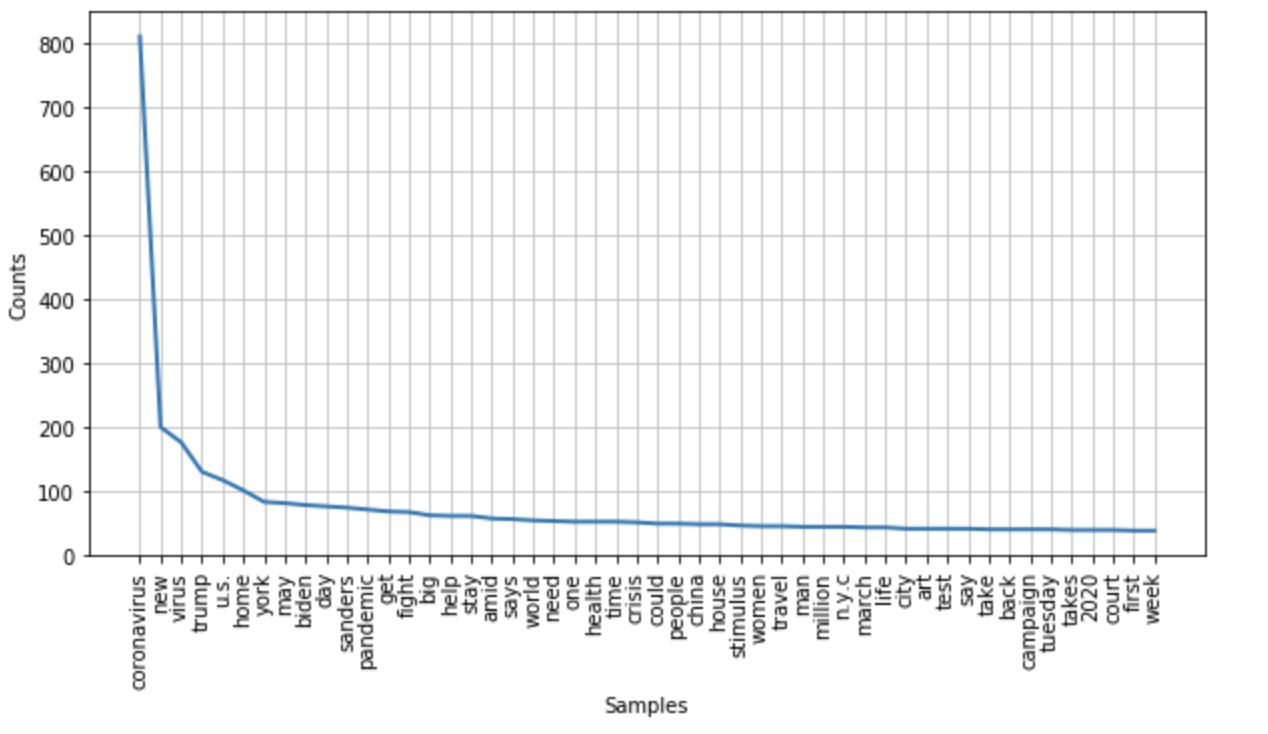 800
700
600
500
400
300
200
100
0
Counts
coronavirus
new
virus
trump
u.s.
home
york
may
biden
day
sanders
pandemic
get
fight
big
help
stay
amid
says
world
need
one
health
time
crisis
could
people
china
house
stimulus
women
travel
man
million
n.y.c
march
life
city
art
test
say
take
back
campaign
tuesday
takes
2020
court
first
week
Samples